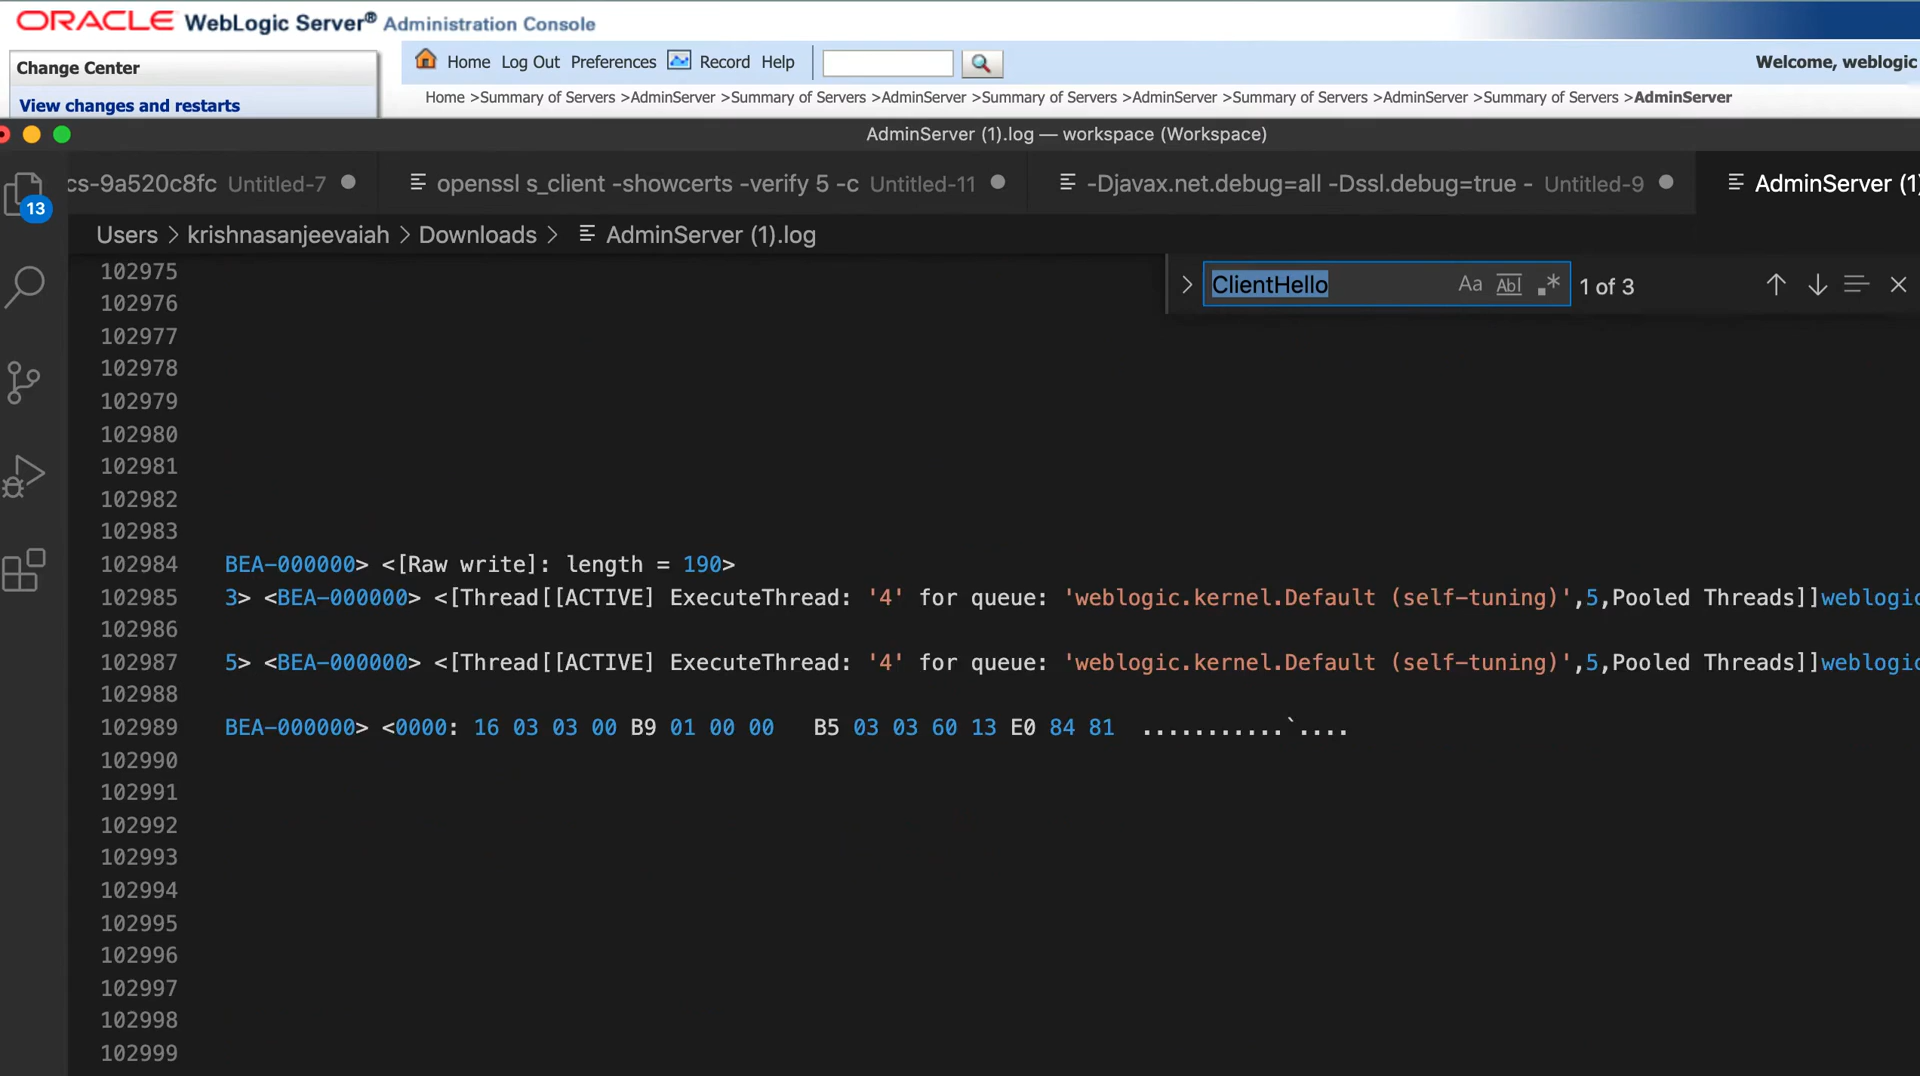 ORACLE WebLogic Server® Administration Console
Change Center
View changes and restarts
Home Log Out Preferences Record Help
Welcome, weblogic
Home >Summary of Servers >AdminServer >Summary of Servers >AdminServer >Summary of Servers >AdminServer >Summary of Servers >AdminServer >Summary of Servers >AdminServer
AdminServer (1).log — workspace (Workspace)
cs-9a520c8fc Untitled-7
openssl s_client -showcerts -verify 5 -c Untitled-11
-Djavax.net.debug=all -Dssl.debug=true - Untitled-9
AdminServer (1)
13
Users > krishnasanjeevaiah > Downloads > AdminServer (1).log
ClientHello Aa Abl .* 1 of 3
102975
102976
102977
102978
102979
102980
102981
102982
102983
102984 BEA-000000> <[Raw write]: length = 190>
102985 3> <BEA-000000> <[Thread[[ACTIVE] ExecuteThread: '4' for queue: 'weblogic.kernel.Default (self-tuning)',5,Pooled Threads]]weblogic
102986
102987 5> <BEA-000000> <[Thread[[ACTIVE] ExecuteThread: '4' for queue: 'weblogic.kernel.Default (self-tuning)',5,Pooled Threads]]weblogic
102988
102989 BEA-000000> <0000: 16 03 03 00 B9 01 00 00 B5 03 03 60 13 E0 84 81 ...........`....
102990
102991
102992
102993
102994
102995
102996
102997
102998
102999